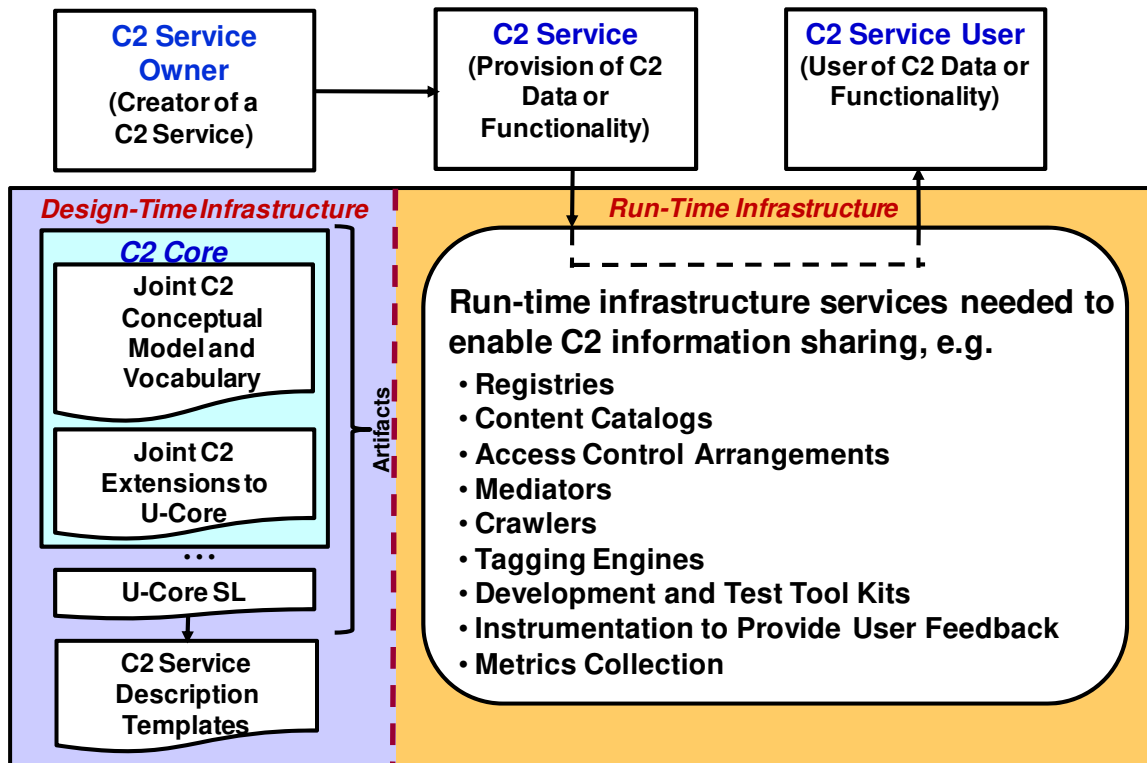 C2 Service
Owner
(Creator of a
C2 Service)
C2 Service
(Provision of C2
Data or
Functionality)
C2 Service User
(User of C2 Data or
Functionality)
Design-Time Infrastructure
C2 Core
Joint C2
Conceptual
Model and
Vocabulary
Joint C2
Extensions to
U-Core
...
U-Core SL
C2 Service
Description
Templates
Artifacts
Run-Time Infrastructure
Run-time infrastructure services needed to
enable C2 information sharing, e.g.
• Registries
• Content Catalogs
• Access Control Arrangements
• Mediators
• Crawlers
• Tagging Engines
• Development and Test Tool Kits
• Instrumentation to Provide User Feedback
• Metrics Collection